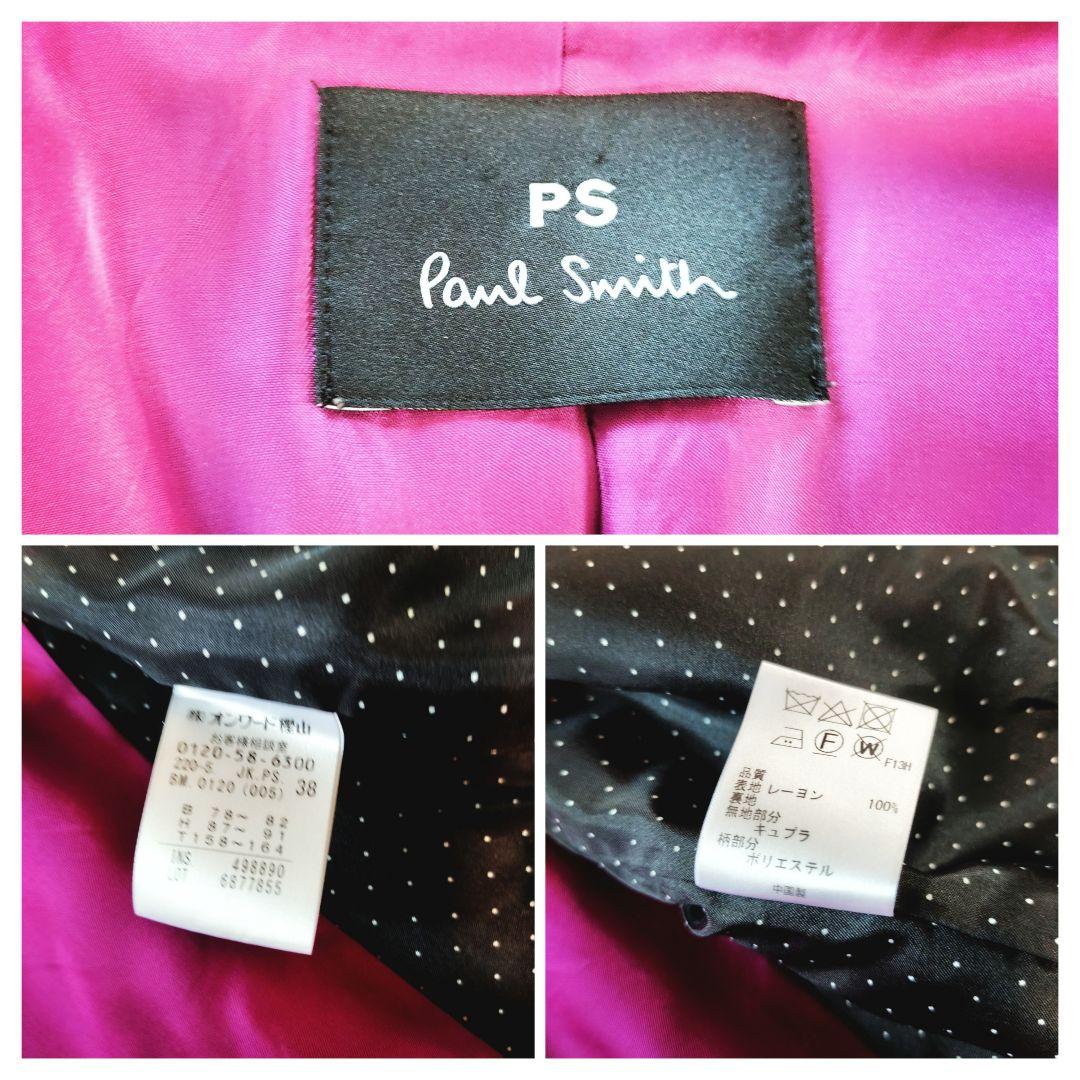 PS
Paul Smith
㈱オンワード樫山
お客様相談室
0120-58-6300
220-5 JK.PS.
SM.0120 (005) 38
B 78～ 82
H 87～ 91
T 158～164
INS 498690
LOT 6877855
F W F13H
品質
表地 レーヨン 100%
裏地
無地部分
キュプラ
柄部分
ポリエステル
中国製